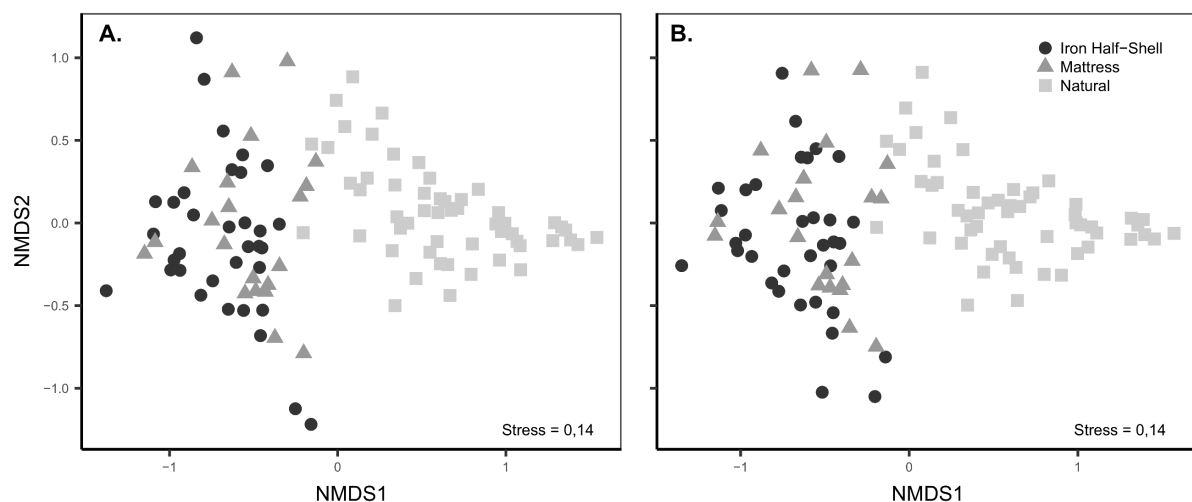 A.
B.
Iron Half−Shell
Mattress
Natural
1.0
0.5
0.0
−0.5
−1.0
NMDS2
Stress = 0,14
Stress = 0,14
−1
0
1
−1
0
1
NMDS1
NMDS1